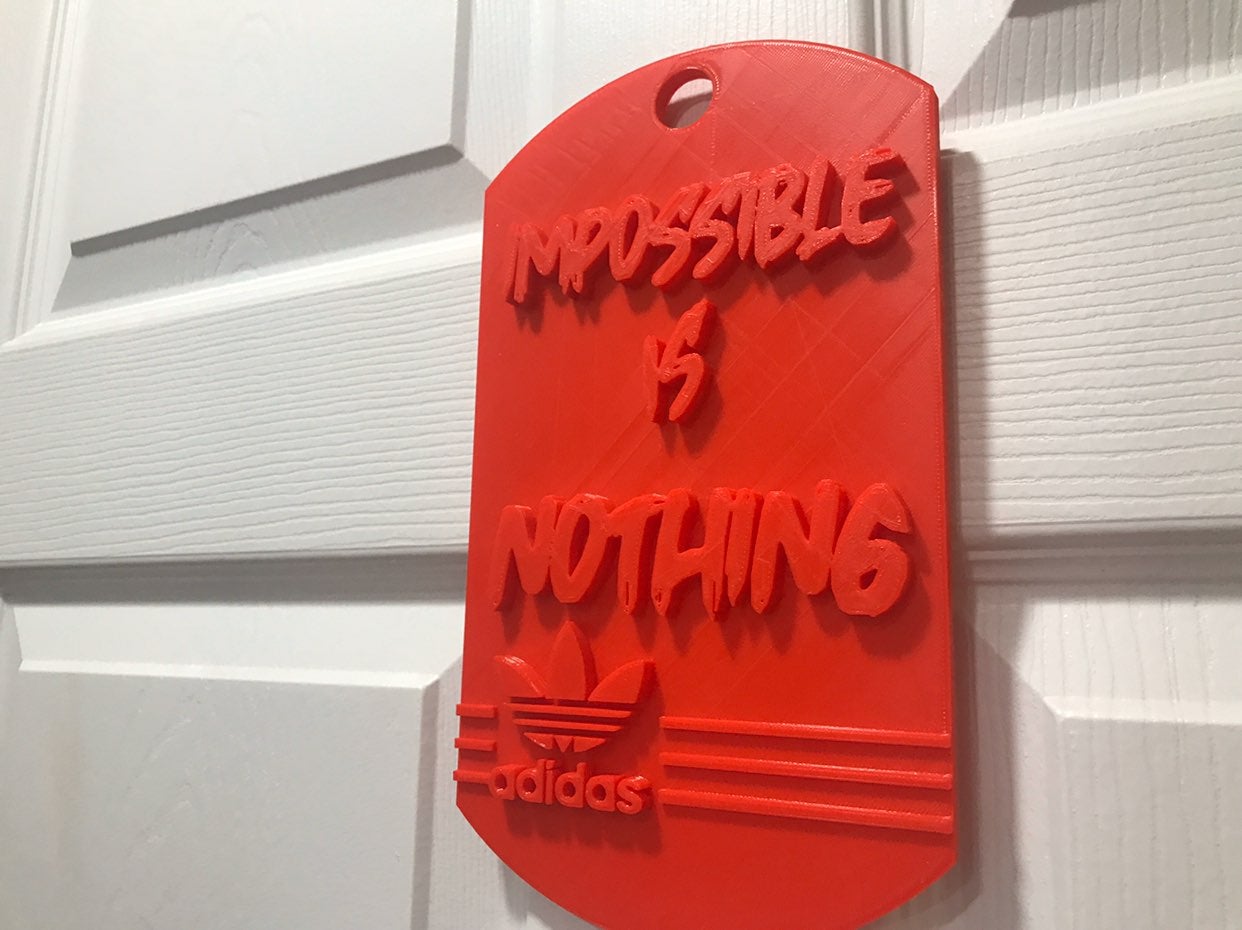 IMPOSSIBLE
IS
NOTHING
adidas